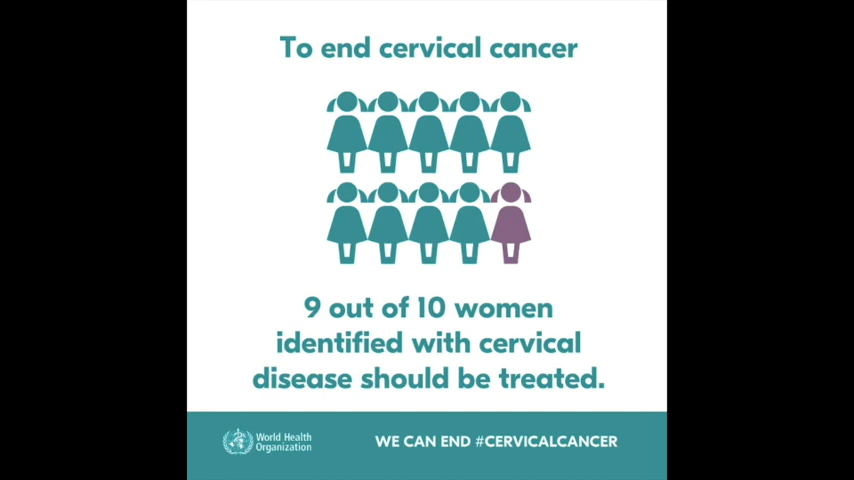 To end cervical cancer
9 out of 10 women
identified with cervical
disease should be treated.
World Health
Organization
WE CAN END #CERVICALCANCER